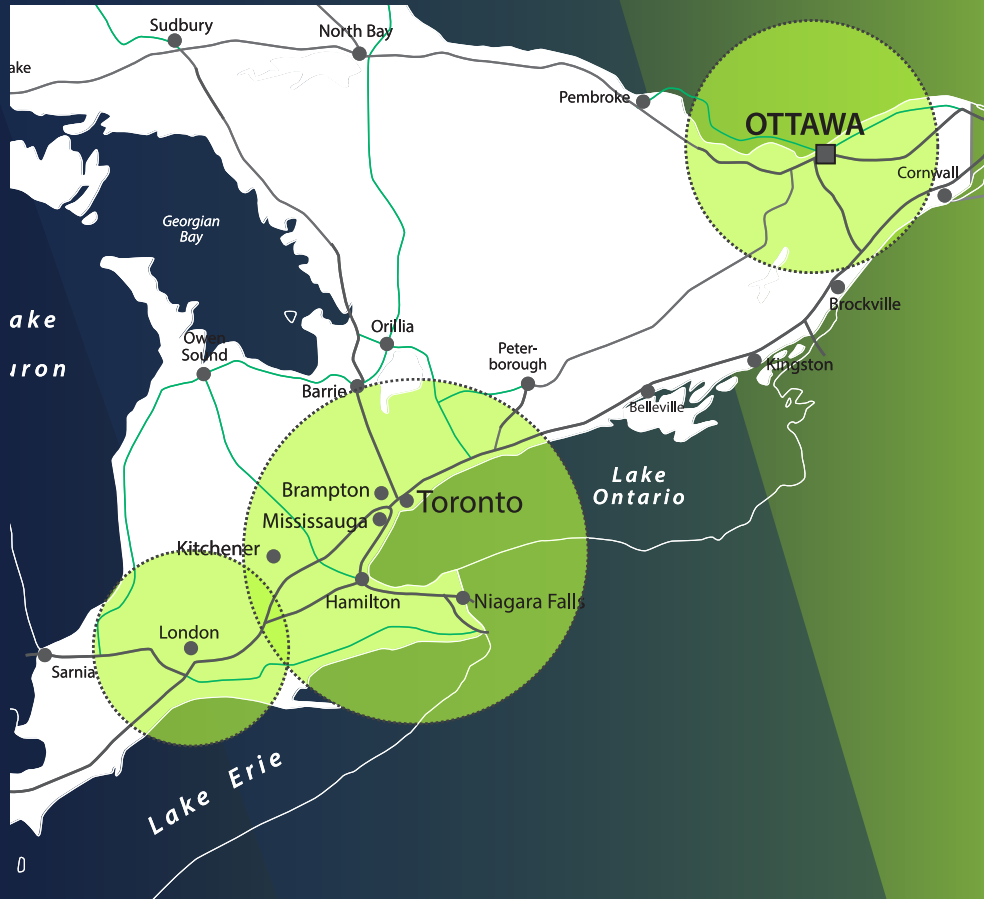 Sudbury
North Bay
ake
Pembroke
OTTAWA
Cornwall
Georgian
Bay
Brockville
ake
uron
Orillia
Owen
Sound
Peter-
borough
Kingston
Barrie
Belleville
Lake
Ontario
Brampton
Toronto
Mississauga
Kitchener
Hamilton
Niagara Falls
London
Sarnia
Lake Erie